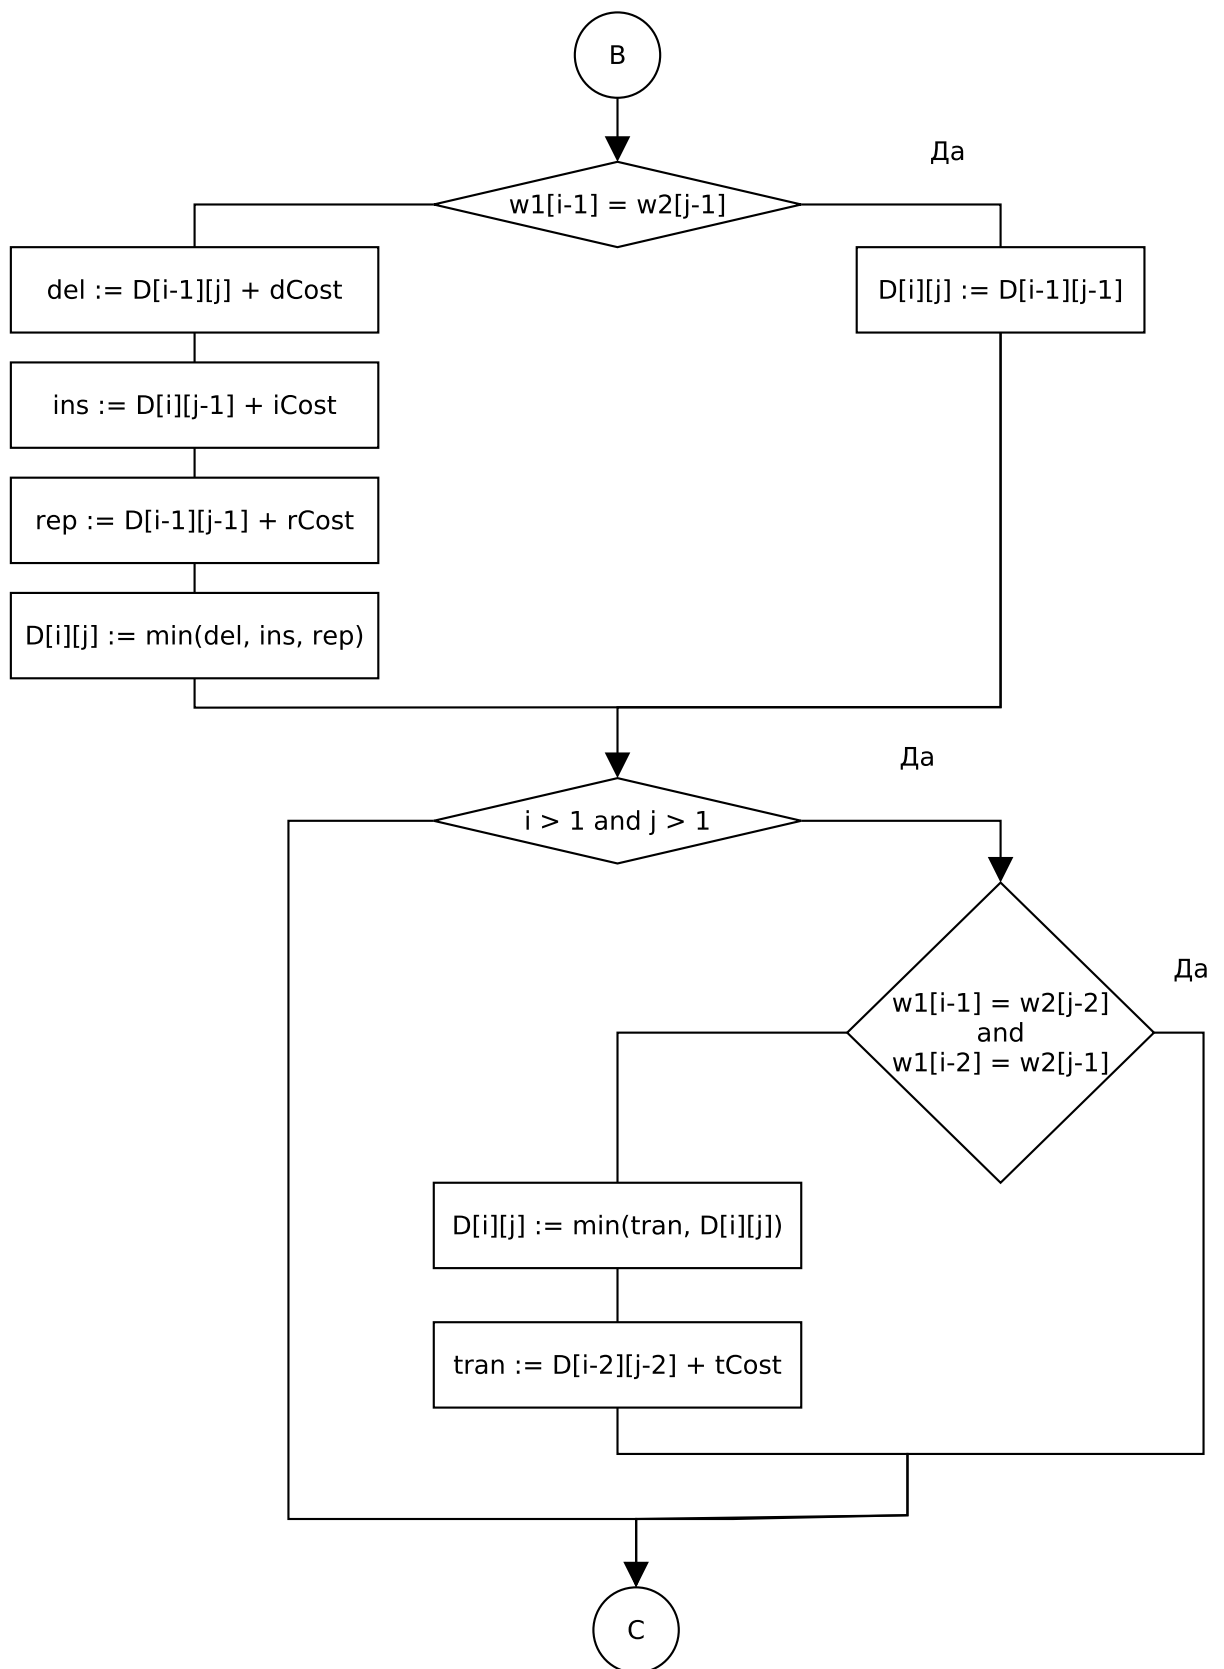 B
Да
w1[i-1] = w2[j-1]
del := D[i-1][j] + dCost
D[i][j] := D[i-1][j-1]
ins := D[i][j-1] + iCost
rep := D[i-1][j-1] + rCost
D[i][j] := min(del, ins, rep)
Да
i > 1 and j > 1
Да
w1[i-1] = w2[j-2]
and
w1[i-2] = w2[j-1]
D[i][j] := min(tran, D[i][j])
tran := D[i-2][j-2] + tCost
C